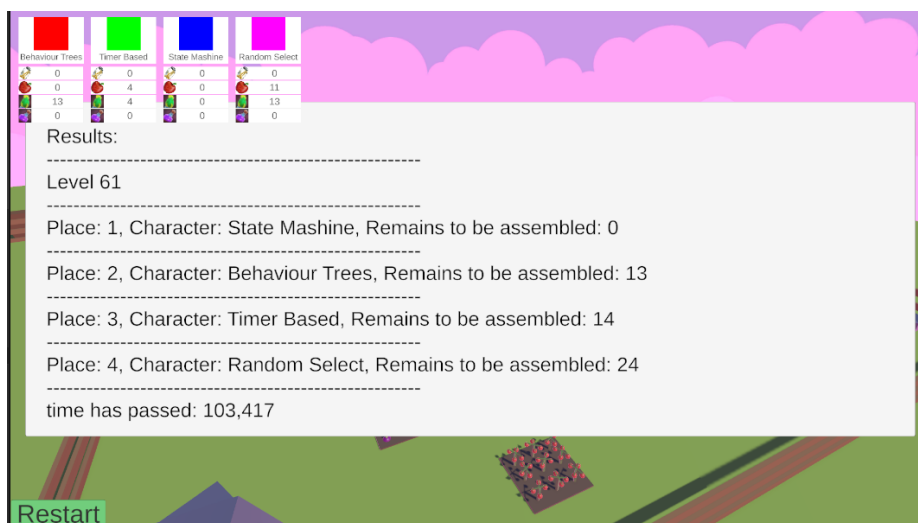 Behaviour Trees Timer Based State Mashine Random Select
0 0 0 0
0 4 0 11
13 4 0 13
0 0 0 0
Results:
--------------------------------------------------------
Level 61
--------------------------------------------------------
Place: 1, Character: State Mashine, Remains to be assembled: 0
--------------------------------------------------------
Place: 2, Character: Behaviour Trees, Remains to be assembled: 13
--------------------------------------------------------
Place: 3, Character: Timer Based, Remains to be assembled: 14
--------------------------------------------------------
Place: 4, Character: Random Select, Remains to be assembled: 24
--------------------------------------------------------
time has passed: 103,417
Restart